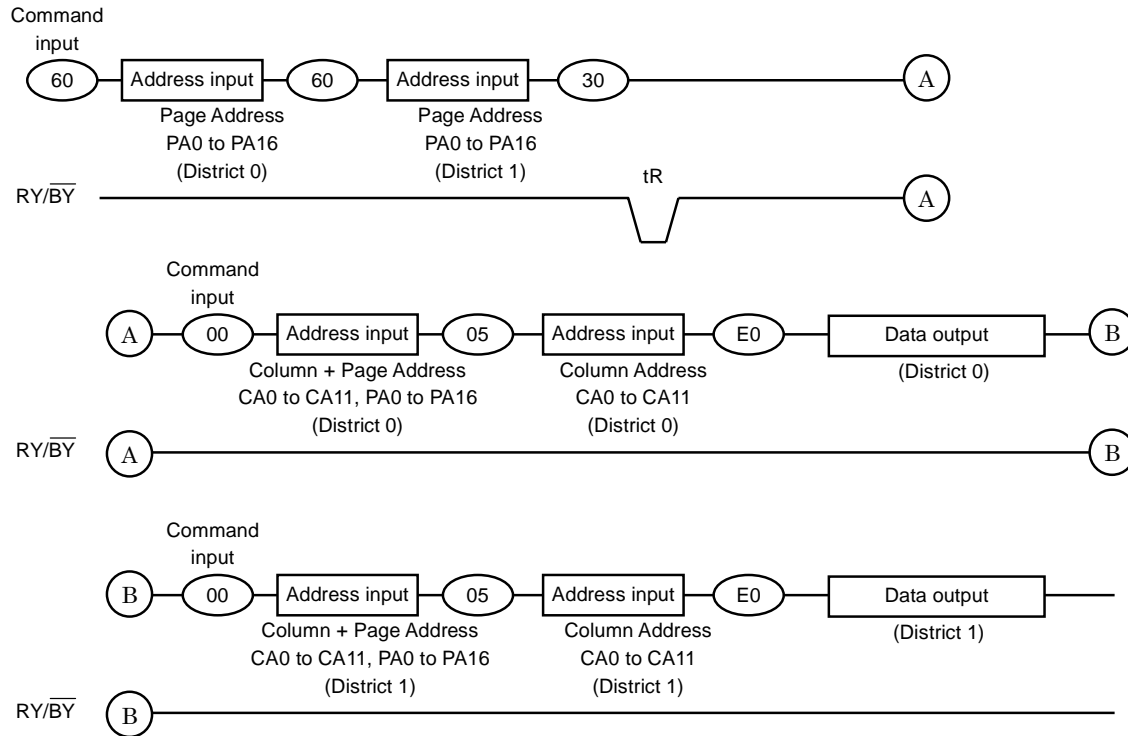 Command
input
60 Address input 60 Address input 30 A
Page Address Page Address
PA0 to PA16 PA0 to PA16
(District 0) (District 1)
tR
RY/BY A
Command
input
A 00 Address input 05 Address input E0 Data output B
Column + Page Address Column Address (District 0)
CA0 to CA11, PA0 to PA16 CA0 to CA11
(District 0) (District 0)
RY/BY A B
Command
input
B 00 Address input 05 Address input E0 Data output
Column + Page Address Column Address (District 1)
CA0 to CA11, PA0 to PA16 CA0 to CA11
(District 1) (District 1)
RY/BY B